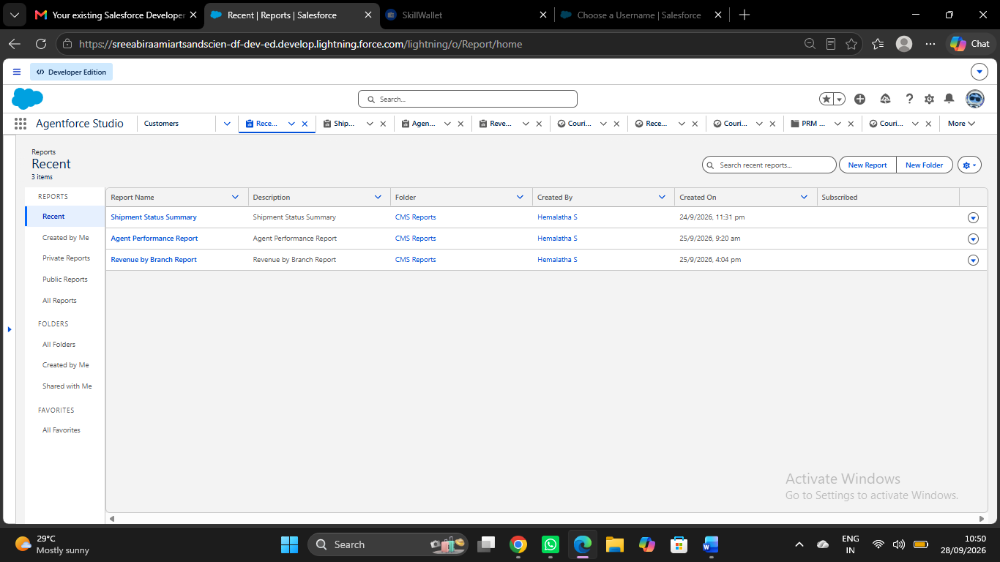 Your existing Salesforce Developer
Recent | Reports | Salesforce
SkillWallet
Choose a Username | Salesforce
https://sreeabiraamiartsandscien-df-dev-ed.develop.lightning.force.com/lightning/o/Report/home
Chat
Developer Edition
Search...
Agentforce Studio
Customers
Rece...
Ship...
Agen...
Reve...
Couri...
Rece...
Couri...
PRM ...
Couri...
More
Reports
Recent
3 items
Search recent reports...
New Report
New Folder
REPORTS
Recent
Created by Me
Private Reports
Public Reports
All Reports
FOLDERS
All Folders
Created by Me
Shared with Me
FAVORITES
All Favorites
Report Name Description Folder Created By Created On Subscribed
Shipment Status Summary Shipment Status Summary CMS Reports Hemalatha S 24/9/2026, 11:31 pm
Agent Performance Report Agent Performance Report CMS Reports Hemalatha S 25/9/2026, 9:20 am
Revenue by Branch Report Revenue by Branch Report CMS Reports Hemalatha S 25/9/2026, 4:04 pm
Activate Windows
Go to Settings to activate Windows.
29°C
Mostly sunny
Search
ENG
IN
10:50
28/09/2026